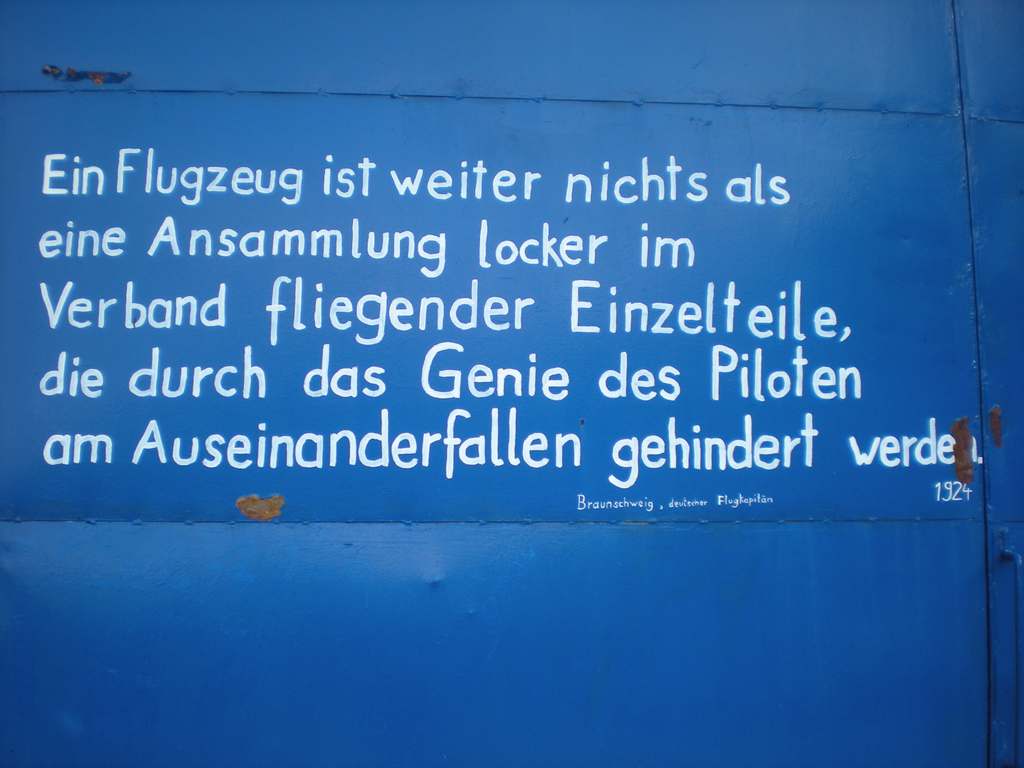 Ein Flugzeug ist weiter nichts als
eine Ansammlung locker im
Verband fliegender Einzelteile,
die durch das Genie des Piloten
am Auseinanderfallen gehindert werden.
1924
Braunschweig, deutscher Flugkapitän